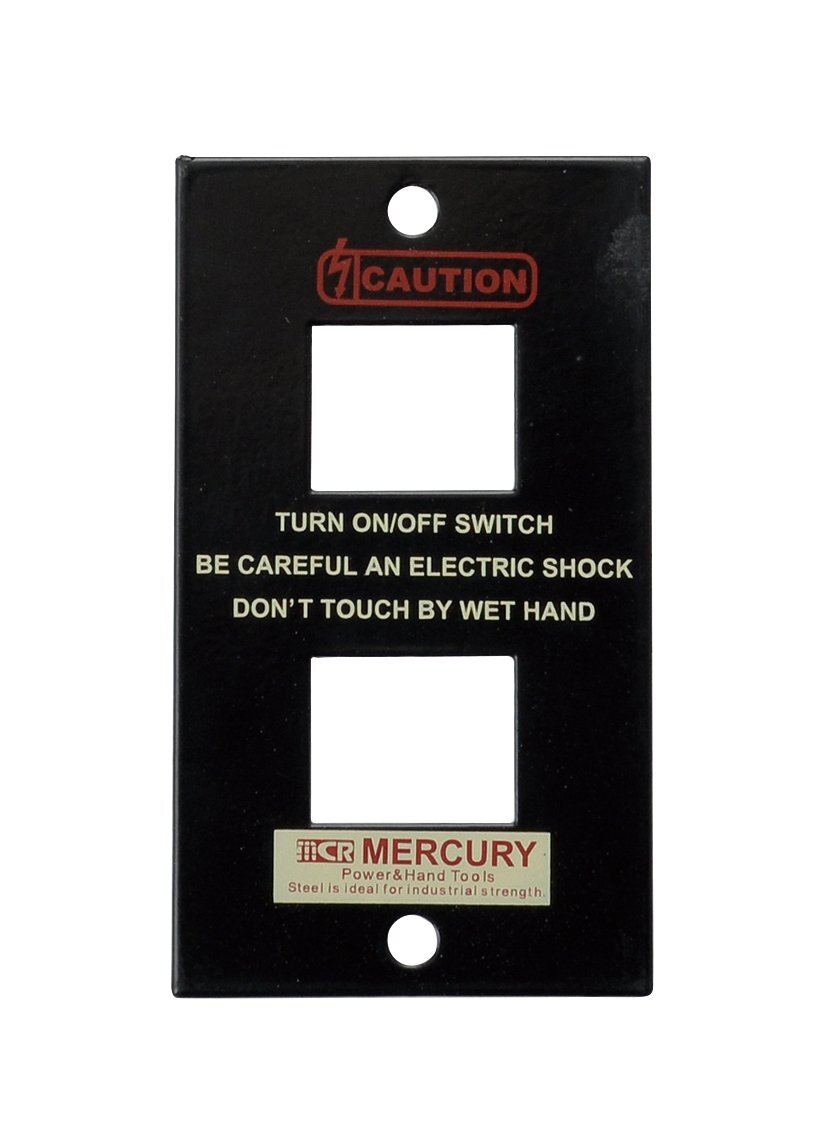 CAUTION
TURN ON/OFF SWITCH
BE CAREFUL AN ELECTRIC SHOCK
DON'T TOUCH BY WET HAND
MCR MERCURY
Power&Hand Tools
Steel is ideal for industrial strength.